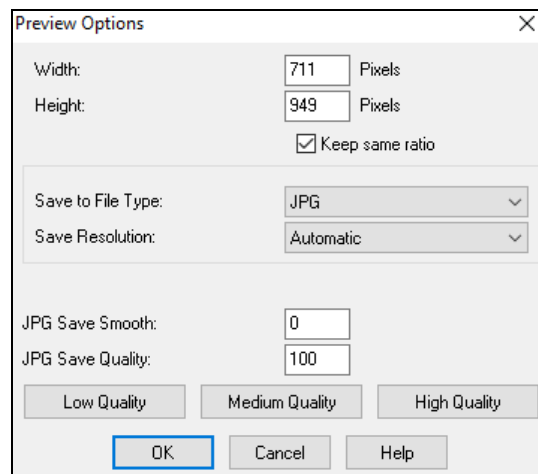 Preview Options
Width: 711 Pixels
Height: 949 Pixels
Keep same ratio
Save to File Type: JPG
Save Resolution: Automatic
JPG Save Smooth: 0
JPG Save Quality: 100
Low Quality Medium Quality High Quality
OK Cancel Help